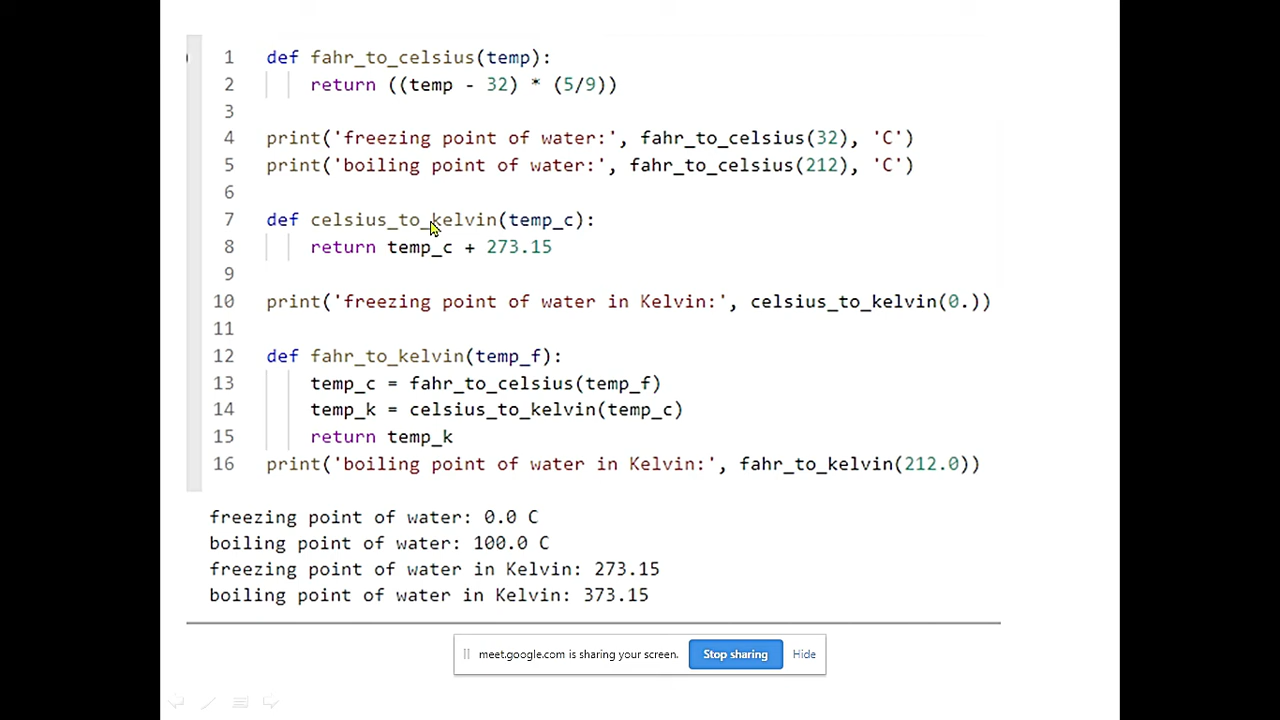 1 def fahr_to_celsius(temp):
2 return ((temp - 32) * (5/9))
3
4 print('freezing point of water:', fahr_to_celsius(32), 'C')
5 print('boiling point of water:', fahr_to_celsius(212), 'C')
6
7 def celsius_to_kelvin(temp_c):
8 return temp_c + 273.15
9
10 print('freezing point of water in Kelvin:', celsius_to_kelvin(0.))
11
12 def fahr_to_kelvin(temp_f):
13 temp_c = fahr_to_celsius(temp_f)
14 temp_k = celsius_to_kelvin(temp_c)
15 return temp_k
16 print('boiling point of water in Kelvin:', fahr_to_kelvin(212.0))
freezing point of water: 0.0 C
boiling point of water: 100.0 C
freezing point of water in Kelvin: 273.15
boiling point of water in Kelvin: 373.15
meet.google.com is sharing your screen. Stop sharing Hide